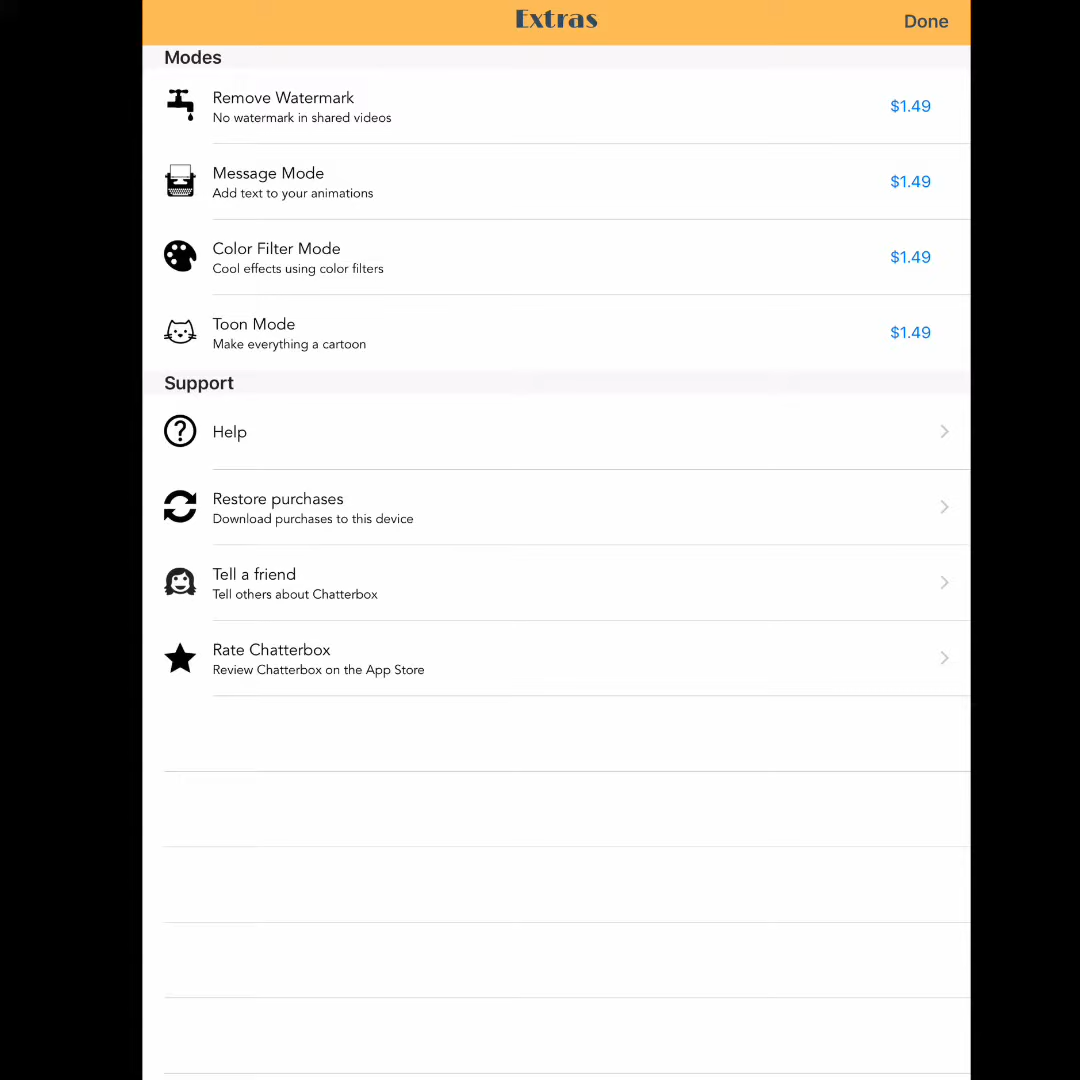 Extras
Done
Modes
Remove Watermark
No watermark in shared videos
$1.49
Message Mode
Add text to your animations
$1.49
Color Filter Mode
Cool effects using color filters
$1.49
Toon Mode
Make everything a cartoon
$1.49
Support
Help
Restore purchases
Download purchases to this device
Tell a friend
Tell others about Chatterbox
Rate Chatterbox
Review Chatterbox on the App Store